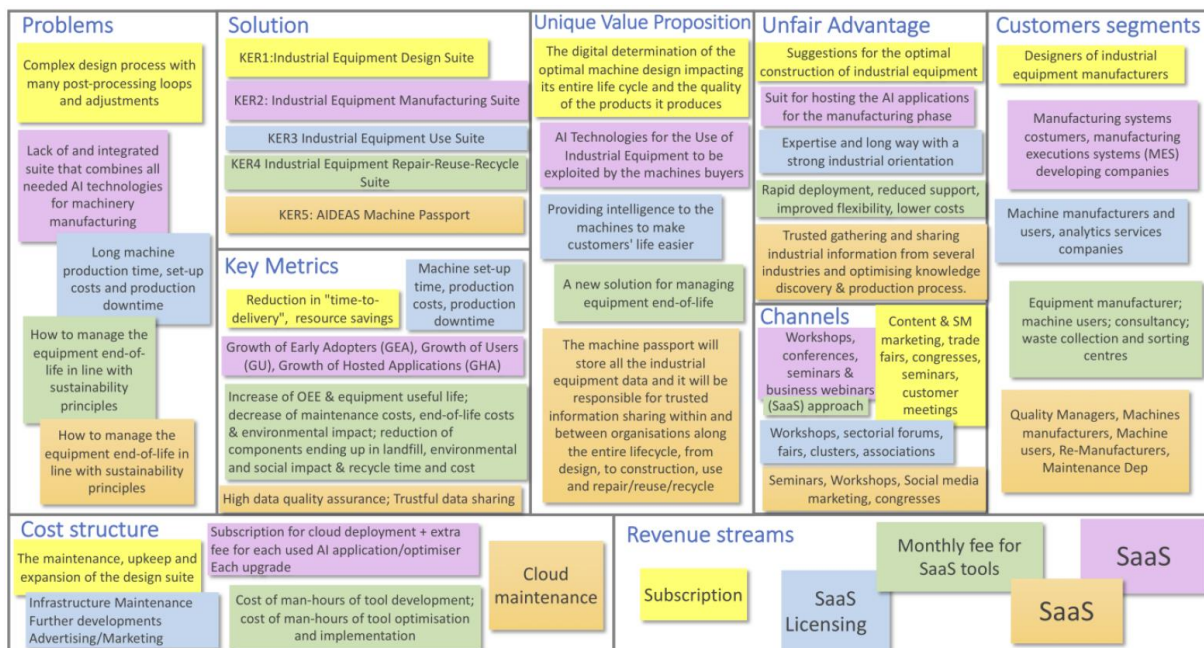 Problems
Complex design process with
many post-processing loops
and adjustments
Lack of and integrated
suite that combines all
needed AI technologies
for machinery
manufacturing
Long machine
production time, set-up
costs and production
downtime
How to manage the
equipment end-of-
life in line with
sustainability
principles
How to manage the
equipment end-of-life in
line with sustainability
principles
Solution
KER1:Industrial Equipment Design Suite
KER2: Industrial Equipment Manufacturing Suite
KER3 Industrial Equipment Use Suite
KER4 Industrial Equipment Repair-Reuse-Recycle
Suite
KER5: AIDEAS Machine Passport
Key Metrics
Reduction in "time-to-
delivery", resource savings
Machine set-up
time, production
costs, production
downtime
Growth of Early Adopters (GEA), Growth of Users
(GU), Growth of Hosted Applications (GHA)
Increase of OEE & equipment useful life;
decrease of maintenance costs, end-of-life costs
& environmental impact; reduction of
components ending up in landfill, environmental
and social impact & recycle time and cost
High data quality assurance; Trustful data sharing
Unique Value Proposition
The digital determination of the
optimal machine design impacting
its entire life cycle and the quality
of the products it produces
AI Technologies for the Use of
Industrial Equipment to be
exploited by the machines buyers
Providing intelligence to the
machines to make
customers' life easier
A new solution for managing
equipment end-of-life
The machine passport will
store all the industrial
equipment data and it will be
responsible for trusted
information sharing within and
between organisations along
the entire lifecycle, from
design, to construction, use
and repair/reuse/recycle
Unfair Advantage
Suggestions for the optimal
construction of industrial equipment
Suit for hosting the AI applications
for the manufacturing phase
Expertise and long way with a
strong industrial orientation
Rapid deployment, reduced support,
improved flexibility, lower costs
Trusted gathering and sharing
industrial information from several
industries and optimising knowledge
discovery & production process.
Channels
Workshops,
conferences,
seminars &
business webinars
(SaaS) approach
Content & SM
marketing, trade
fairs, congresses,
seminars,
customer
meetings
Workshops, sectorial forums,
fairs, clusters, associations
Seminars, Workshops, Social media
marketing, congresses
Customers segments
Designers of industrial
equipment manufacturers
Manufacturing systems
costumers, manufacturing
executions systems (MES)
developing companies
Machine manufacturers and
users, analytics services
companies
Equipment manufacturer;
machine users; consultancy;
waste collection and sorting
centres
Quality Managers, Machines
manufacturers, Machine
users, Re-Manufacturers,
Maintenance Dep
Cost structure
The maintenance, upkeep and
expansion of the design suite
Infrastructure Maintenance
Further developments
Advertising/Marketing
Subscription for cloud deployment + extra
fee for each used AI application/optimiser
Each upgrade
Cost of man-hours of tool development;
cost of man-hours of tool optimisation
and implementation
Cloud
maintenance
Revenue streams
Subscription
SaaS
Licensing
Monthly fee for
SaaS tools
SaaS
SaaS